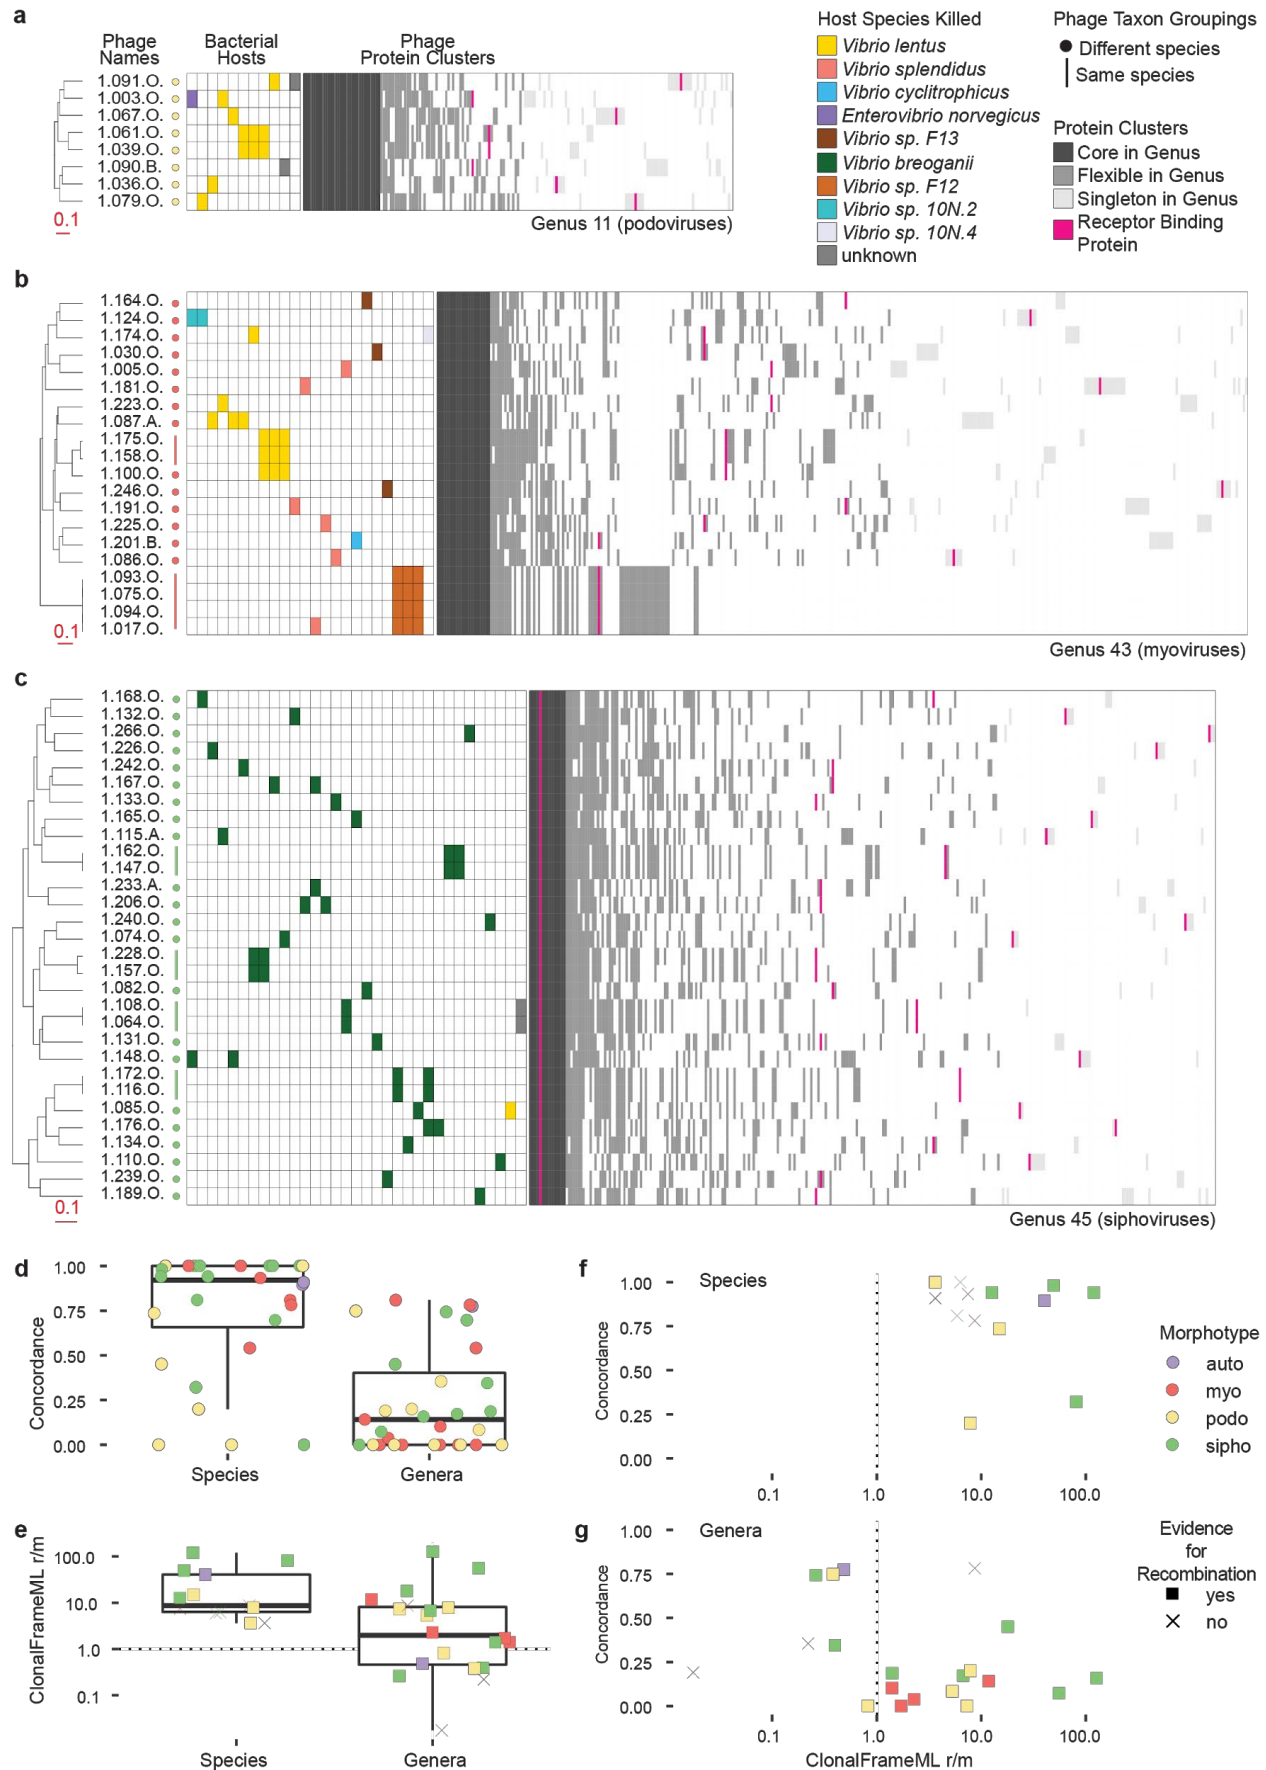 a
Phage Names
Bacterial Hosts
Phage Protein Clusters
1.091.O.
1.003.O.
1.067.O.
1.061.O.
1.039.O.
1.090.B.
1.036.O.
1.079.O.
0.1
Genus 11 (podoviruses)
Host Species Killed
Vibrio lentus
Vibrio splendidus
Vibrio cyclitrophicus
Enterovibrio norvegicus
Vibrio sp. F13
Vibrio breoganii
Vibrio sp. F12
Vibrio sp. 10N.2
Vibrio sp. 10N.4
unknown
Phage Taxon Groupings
Different species
Same species
Protein Clusters
Core in Genus
Flexible in Genus
Singleton in Genus
Receptor Binding
Protein
b
1.164.O.
1.124.O.
1.174.O.
1.030.O.
1.005.O.
1.181.O.
1.223.O.
1.087.A.
1.175.O.
1.158.O.
1.100.O.
1.246.O.
1.191.O.
1.225.O.
1.201.B.
1.086.O.
1.093.O.
1.075.O.
1.094.O.
1.017.O.
0.1
Genus 43 (myoviruses)
c
1.168.O.
1.132.O.
1.266.O.
1.226.O.
1.242.O.
1.167.O.
1.133.O.
1.165.O.
1.115.A.
1.162.O.
1.147.O.
1.233.A.
1.206.O.
1.240.O.
1.074.O.
1.228.O.
1.157.O.
1.082.O.
1.108.O.
1.064.O.
1.131.O.
1.148.O.
1.172.O.
1.116.O.
1.085.O.
1.176.O.
1.134.O.
1.110.O.
1.239.O.
1.189.O.
0.1
Genus 45 (siphoviruses)
d
Concordance
1.00
0.75
0.50
0.25
0.00
Species
Genera
e
ClonalFrameML r/m
100.0
10.0
1.0
0.1
Species
Genera
f
Species
Concordance
1.00
0.75
0.50
0.25
0.00
0.1
1.0
10.0
100.0
Morphotype
auto
myo
podo
sipho
g
Genera
Concordance
1.00
0.75
0.50
0.25
0.00
0.1
1.0
10.0
100.0
ClonalFrameML r/m
Evidence
for
Recombination
yes
no